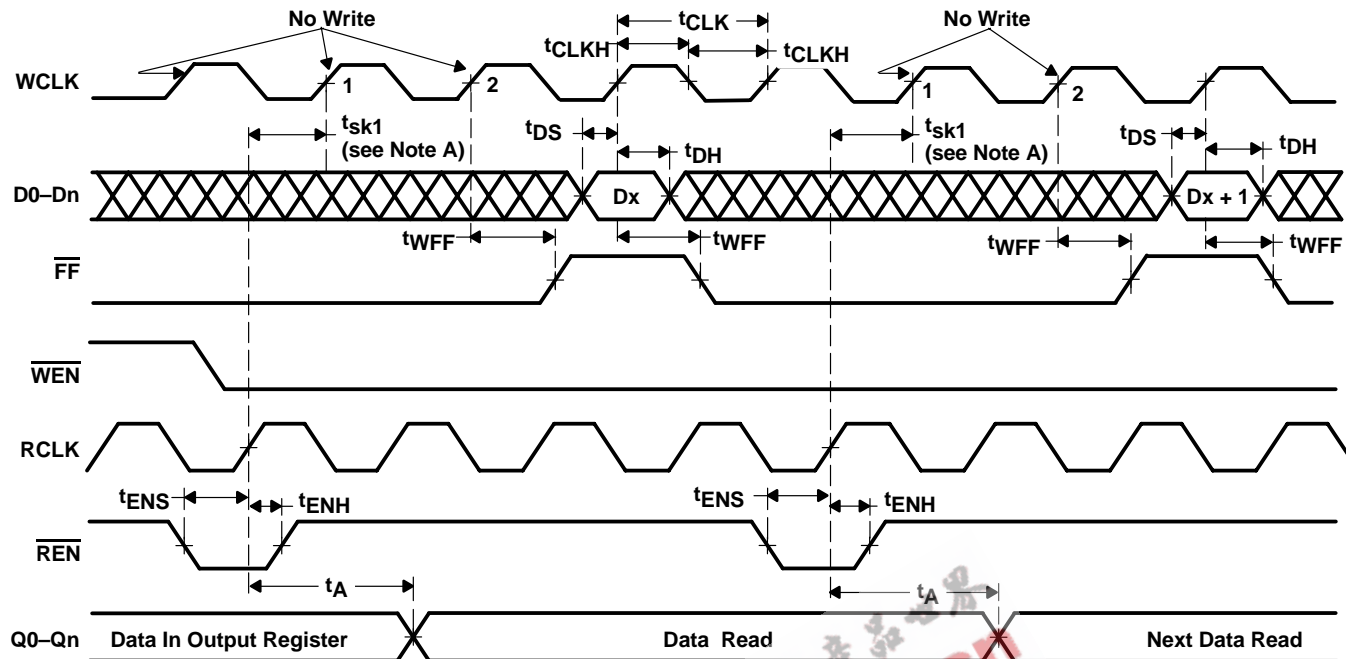 No Write
tCLK
No Write
tCLKH
tCLKH
WCLK
1
2
1
2
tsk1
(see Note A)
tDS
tDH
tsk1
(see Note A)
tDS
tDH
D0–Dn
Dx
Dx + 1
tWFF
tWFF
tWFF
tWFF
FF
WEN
RCLK
tENS
tENH
tENS
tENH
REN
tA
tA
Q0–Qn
Data In Output Register
Data Read
Next Data Read